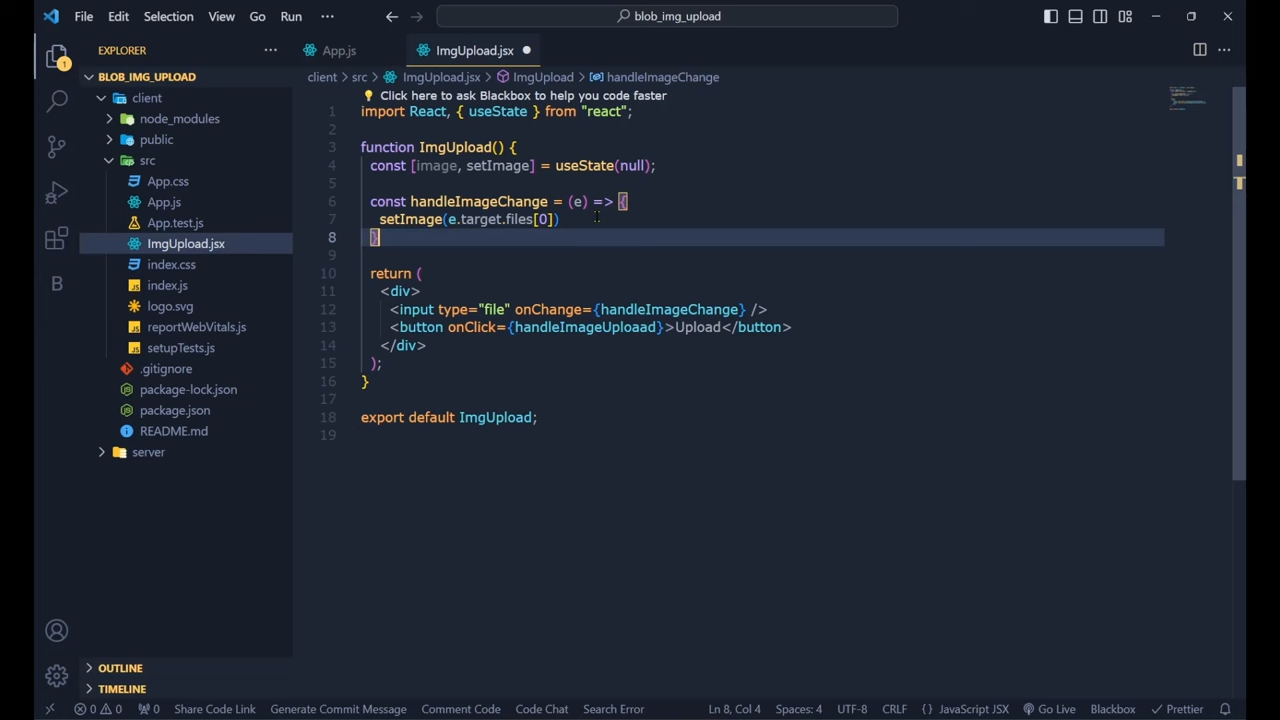 File Edit Selection View Go Run ··· blob_img_upload
EXPLORER ···
App.js ImgUpload.jsx
BLOB_IMG_UPLOAD
client > src > ImgUpload.jsx > ImgUpload > handleImageChange
client
node_modules
public
src
App.css
App.js
App.test.js
ImgUpload.jsx
index.css
index.js
logo.svg
reportWebVitals.js
setupTests.js
.gitignore
package-lock.json
package.json
README.md
server
OUTLINE
TIMELINE
1
B
Click here to ask Blackbox to help you code faster
1 import React, { useState } from "react";
2
3 function ImgUpload() {
4 const [image, setImage] = useState(null);
5
6 const handleImageChange = (e) => {
7 setImage(e.target.files[0])
8 }
9
10 return (
11 <div>
12 <input type="file" onChange={handleImageChange} />
13 <button onClick={handleImageUploaad}>Upload</button>
14 </div>
15 );
16 }
17
18 export default ImgUpload;
19
0 0 0 Share Code Link Generate Commit Message Comment Code Code Chat Search Error Ln 8, Col 4 Spaces: 4 UTF-8 CRLF {} JavaScript JSX Go Live Blackbox Prettier